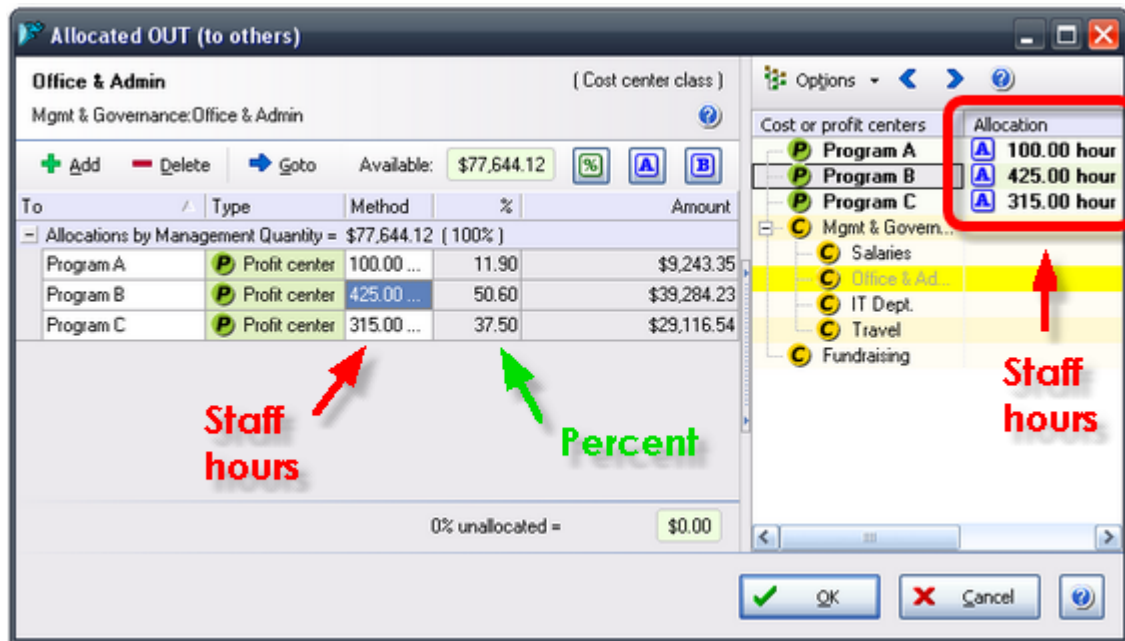 Allocated OUT (to others)
Office & Admin (Cost center class)
Mgmt & Governance:Office & Admin
Add Delete Goto Available: $77,644.12 % A B
To Type Method % Amount
Allocations by Management Quantity = $77,644.12 (100%)
Program A P Profit center 100.00 ... 11.90 $9,243.35
Program B P Profit center 425.00 ... 50.60 $39,284.23
Program C P Profit center 315.00 ... 37.50 $29,116.54
Staff
hours
Percent
0% unallocated = $0.00
Options
Cost or profit centers Allocation
P Program A A 100.00 hour
P Program B A 425.00 hour
P Program C A 315.00 hour
C Mgmt & Govern...
C Salaries
C Office & Ad...
C IT Dept.
C Travel
C Fundraising
Staff
hours
OK Cancel